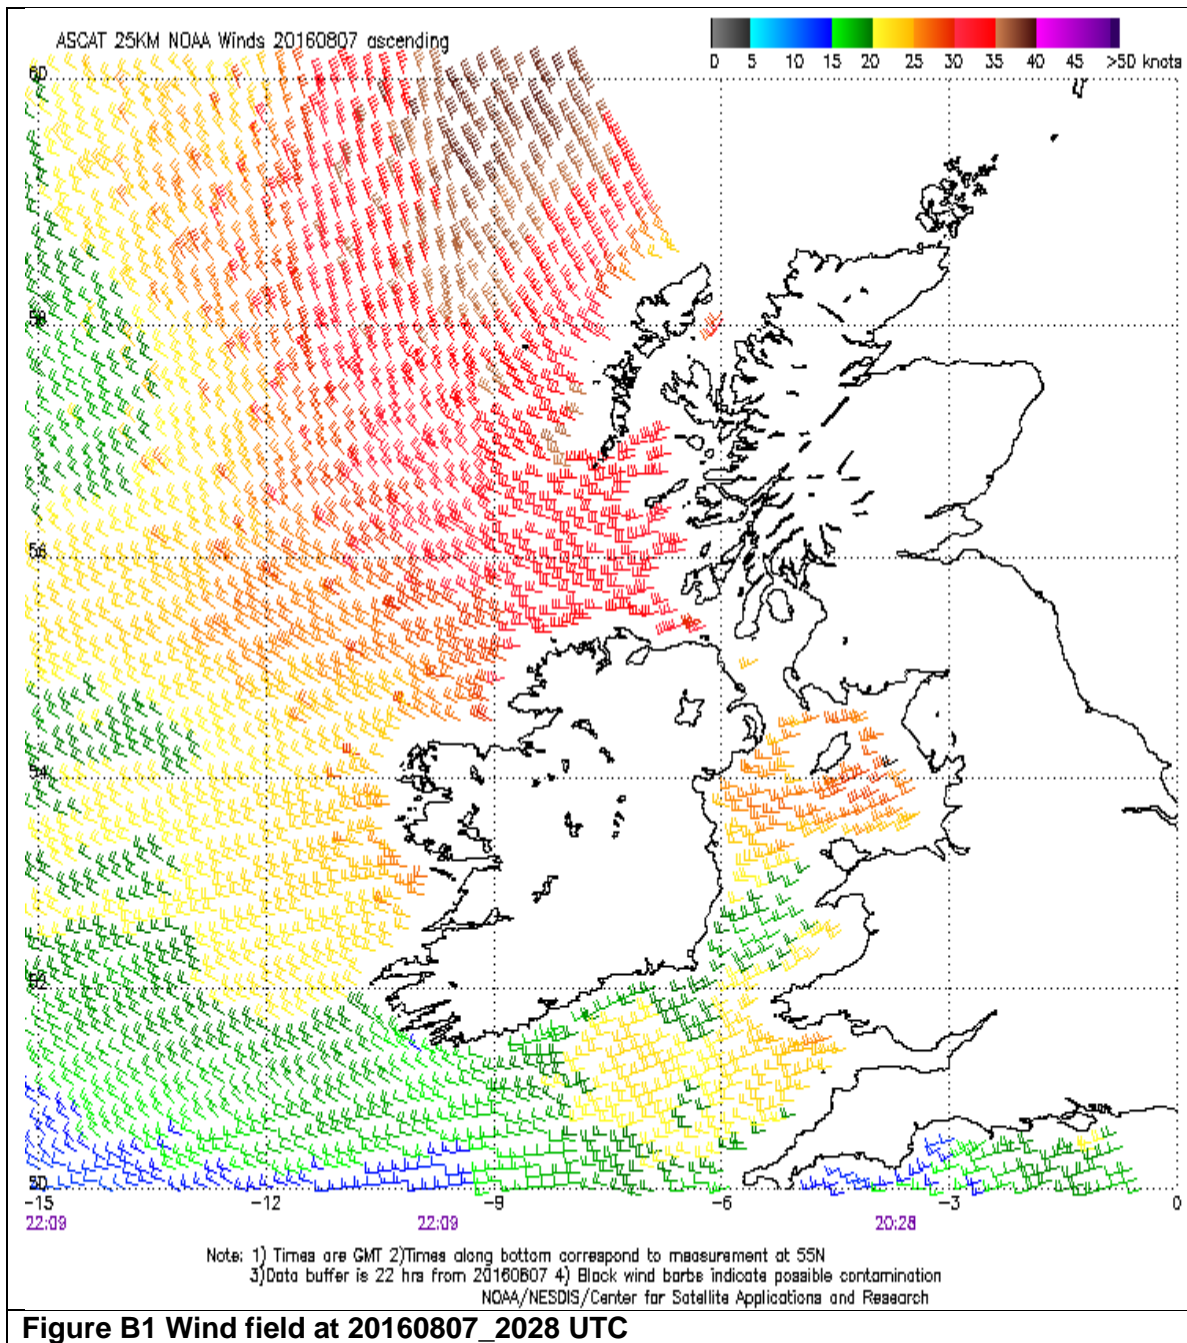 ASCAT 25KM NOAA Winds 20160807 ascending
0 5 10 15 20 25 30 35 40 45 >50 knots
60
58
56
54
52
50
-15 -12 -9 -6 -3 0
22:09 22:09 20:28
Note: 1) Times are GMT 2)Times along bottom correspond to measurement at 55N
3)Data buffer is 22 hrs from 20160807 4) Black wind barbs indicate possible contamination
NOAA/NESDIS/Center for Satellite Applications and Research
Figure B1 Wind field at 20160807_2028 UTC